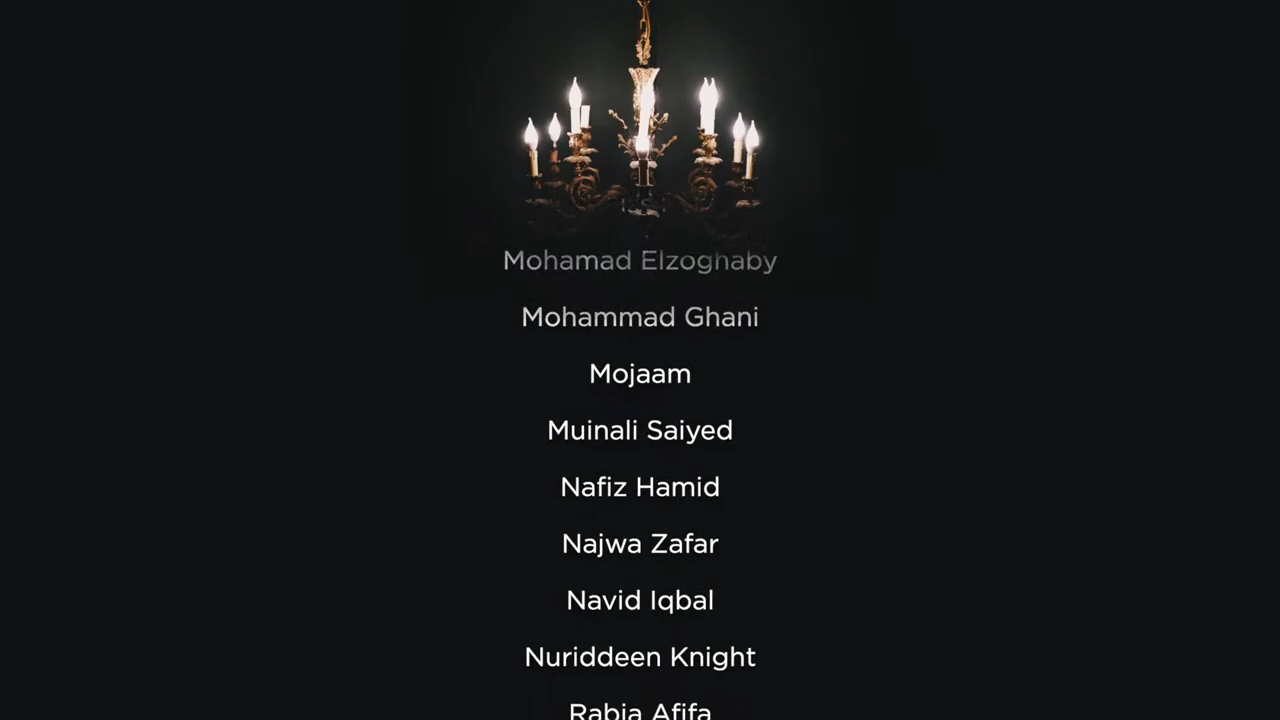 Mohamad Elzoghaby
Mohammad Ghani
Mojaam
Muinali Saiyed
Nafiz Hamid
Najwa Zafar
Navid Iqbal
Nuriddeen Knight
Rabia Afifa